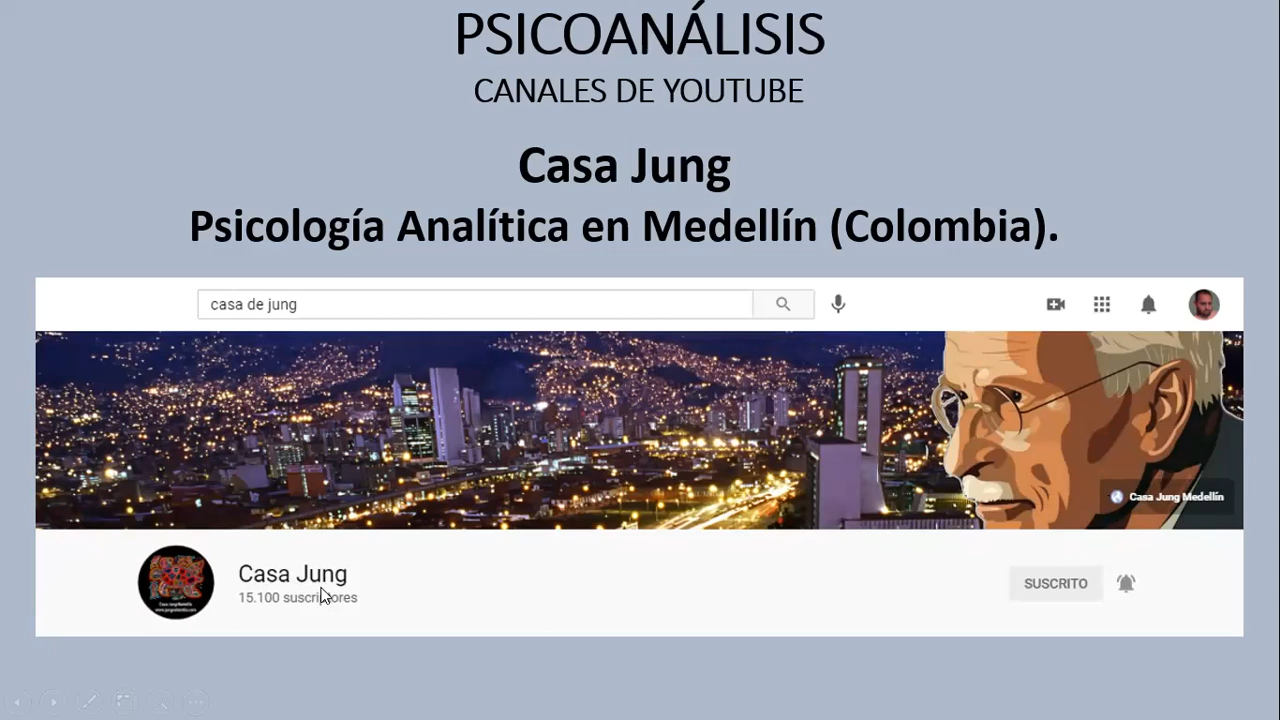 PSICOANÁLISIS
CANALES DE YOUTUBE
Casa Jung
Psicología Analítica en Medellín (Colombia).
casa de jung
Casa Jung Medellín
Casa Jung
15.100 suscriptores
SUSCRITO